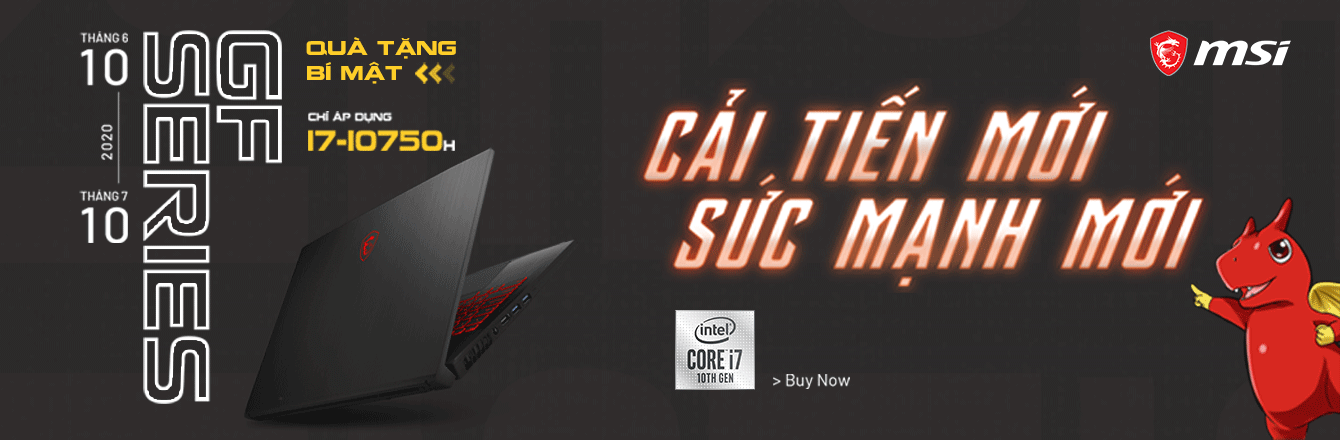 THÁNG 6
10
2020
THÁNG 7
10
GF
SERIES
QUÀ TẶNG
BÍ MẬT
CHỈ ÁP DỤNG
I7-10750H
msi
CẢI TIẾN MỚI
SỨC MẠNH MỚI
intel
CORE i7
10TH GEN
> Buy Now